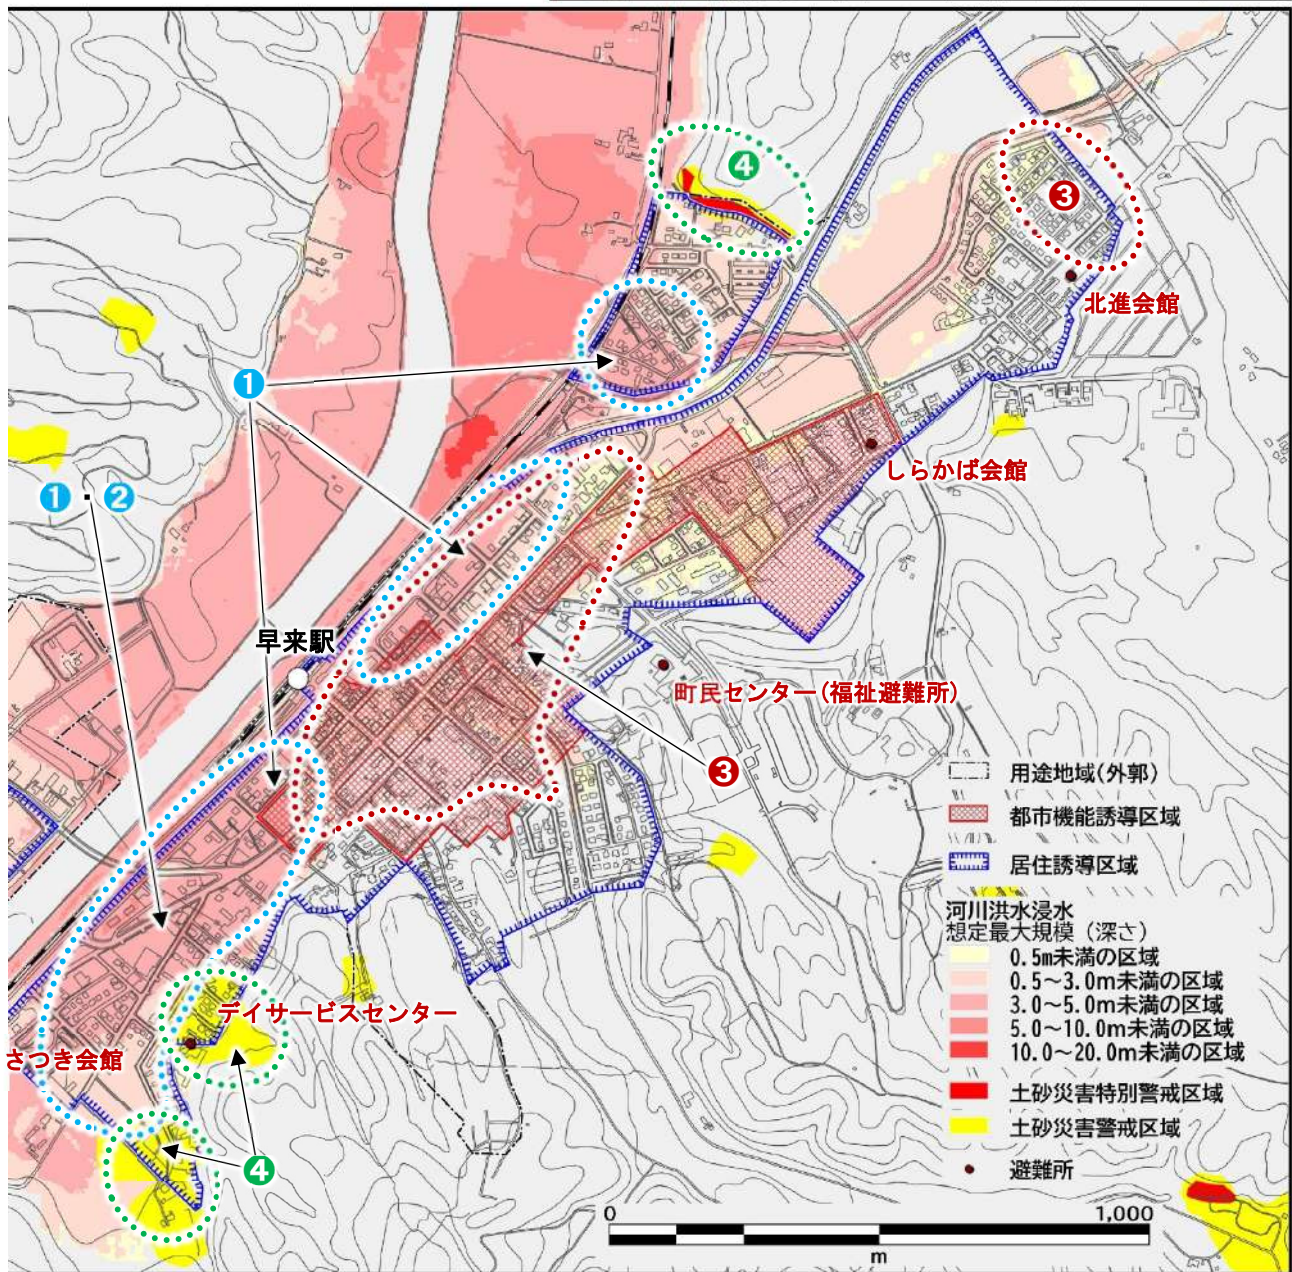 ④
③
北進会館
①
しらかば会館
①・②
早来駅
町民センター(福祉避難所)
③
用途地域(外郭)
都市機能誘導区域
居住誘導区域
河川洪水浸水
想定最大規模（深さ）
0.5m未満の区域
0.5～3.0m未満の区域
3.0～5.0m未満の区域
5.0～10.0m未満の区域
10.0～20.0m未満の区域
土砂災害特別警戒区域
土砂災害警戒区域
避難所
デイサービスセンター
さつき会館
④
0 1,000
m